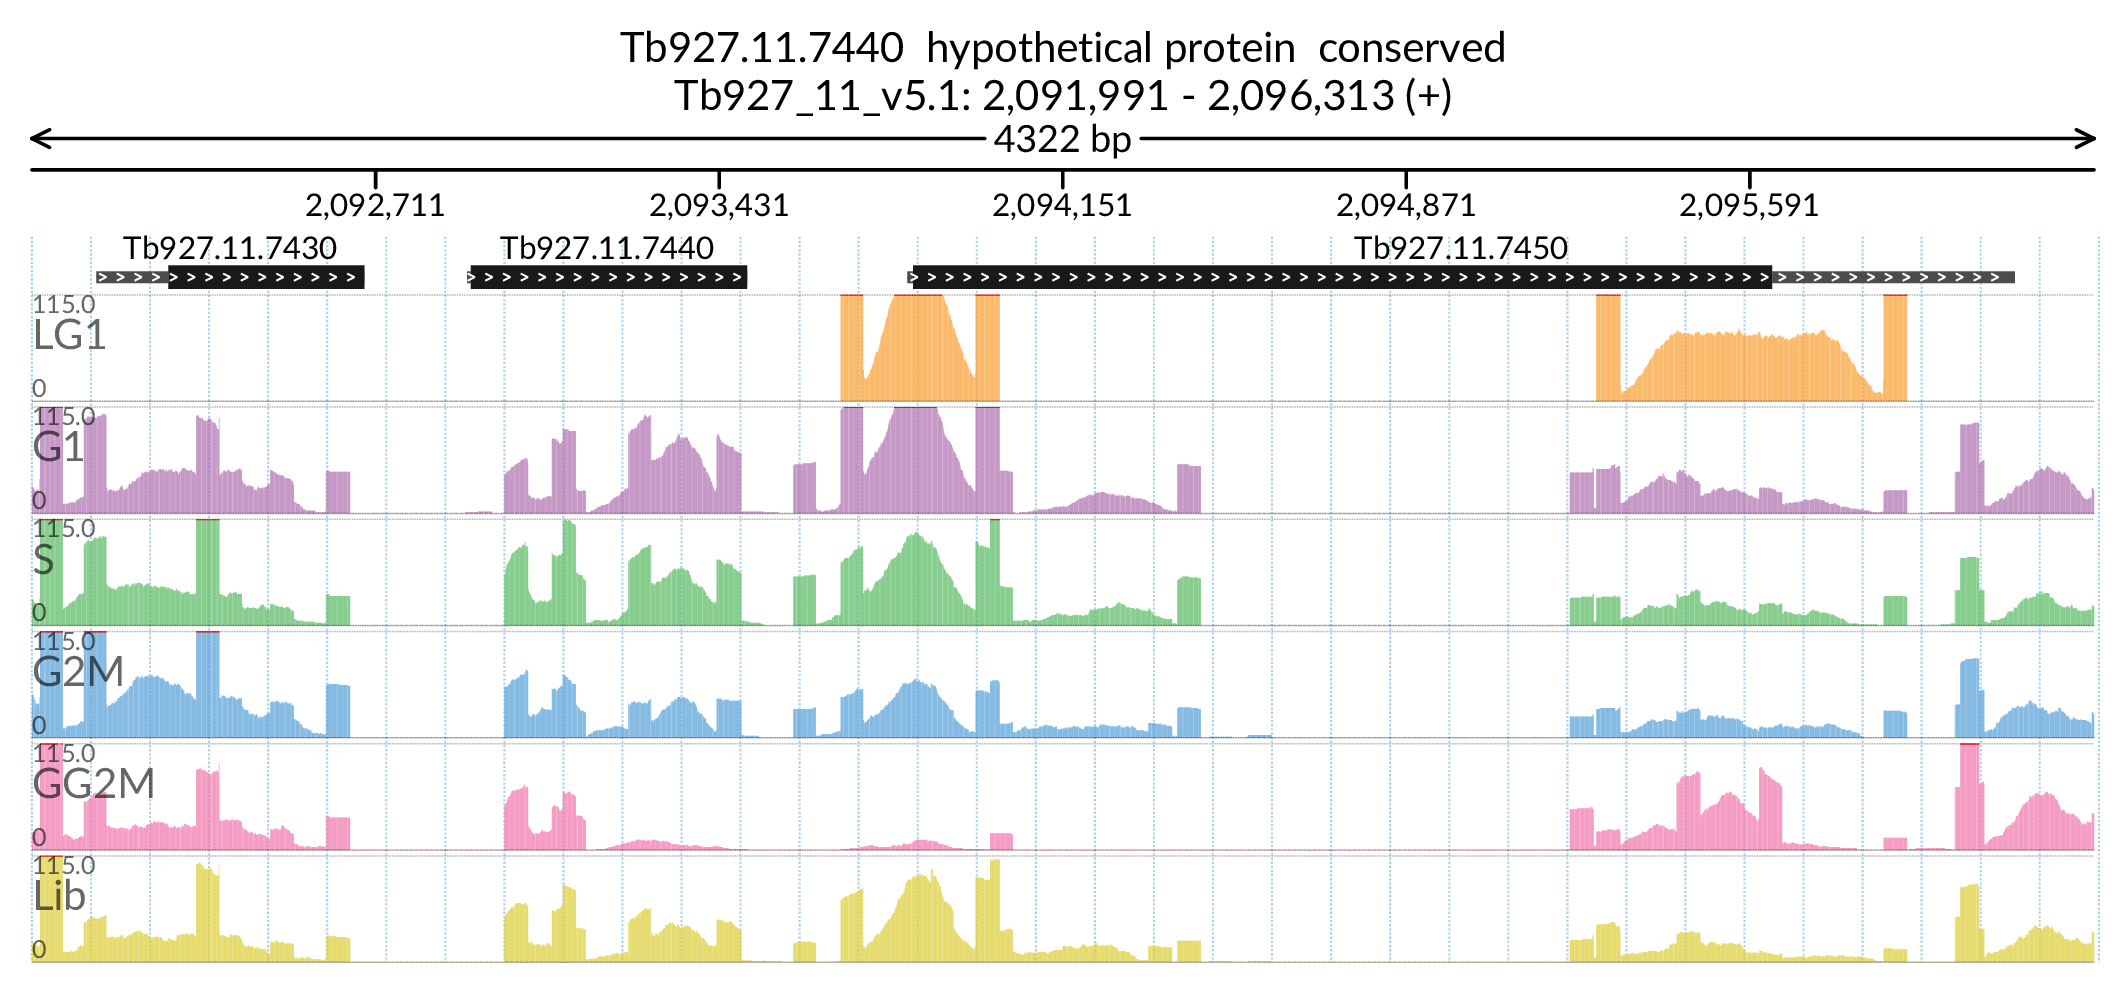 Tb927.11.7440 hypothetical protein conserved
Tb927_11_v5.1: 2,091,991 - 2,096,313 (+)
4322 bp
2,092,711 2,093,431 2,094,151 2,094,871 2,095,591
Tb927.11.7430 Tb927.11.7440 Tb927.11.7450
115.0
LG1
0
115.0
G1
0
115.0
S
0
115.0
G2M
0
115.0
GG2M
0
115.0
Lib
0